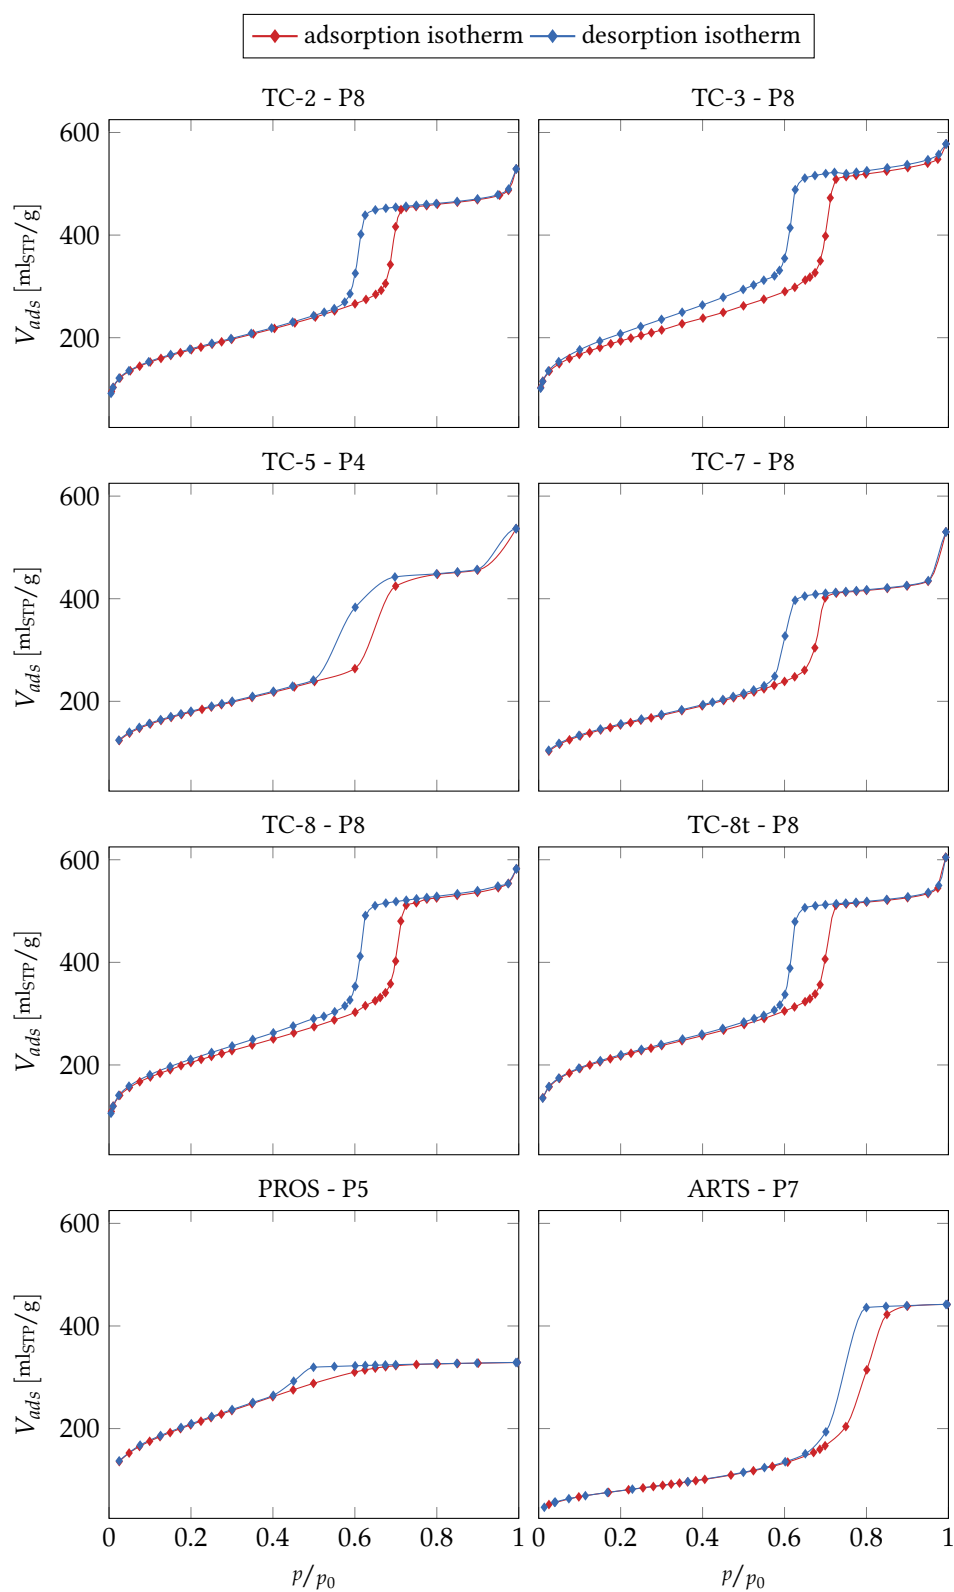 adsorption isotherm desorption isotherm
TC-2 - P8 TC-3 - P8
600
400
200
V_ads [ml_STP/g]
TC-5 - P4 TC-7 - P8
600
400
200
V_ads [ml_STP/g]
TC-8 - P8 TC-8t - P8
600
400
200
V_ads [ml_STP/g]
PROS - P5 ARTS - P7
600
400
200
V_ads [ml_STP/g]
0 0.2 0.4 0.6 0.8 1 0 0.2 0.4 0.6 0.8 1
p/p_0 p/p_0